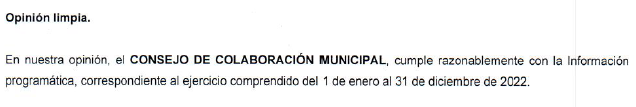 Opinión limpia.
En nuestra opinión, el CONSEJO DE COLABORACIÓN MUNICIPAL, cumple razonablemente con la Información
programática, correspondiente al ejercicio comprendido del 1 de enero al 31 de diciembre de 2022.